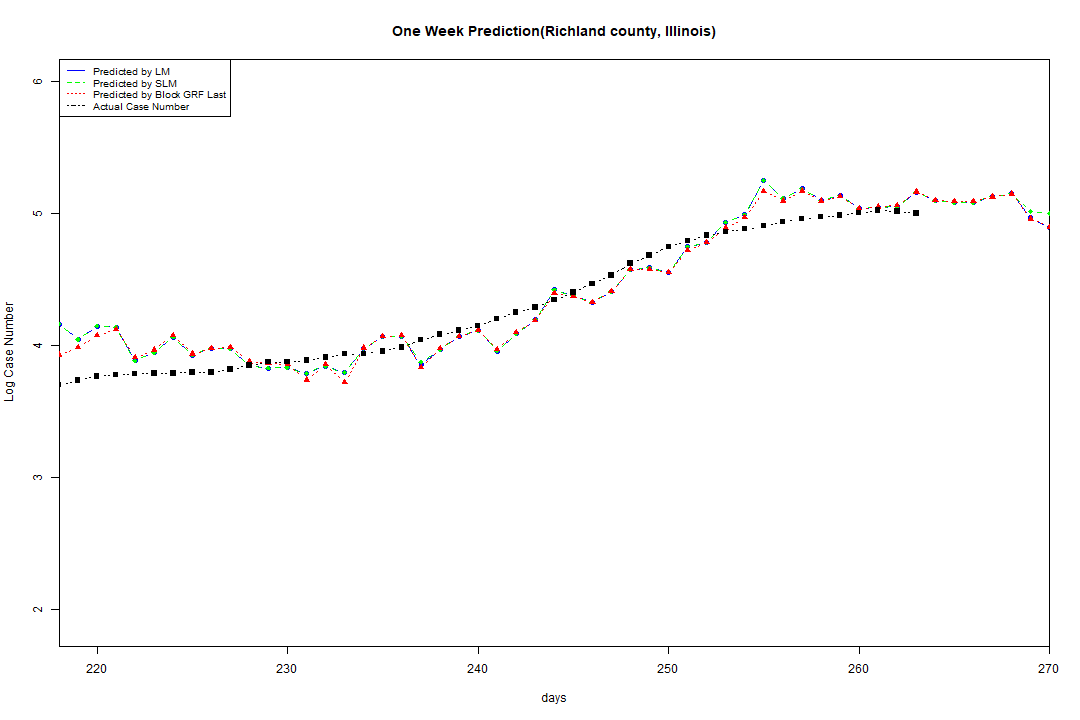 One Week Prediction(Richland county, Illinois)
Predicted by LM
Predicted by SLM
Predicted by Block GRF Last
Actual Case Number
6
5
4
3
2
Log Case Number
220 230 240 250 260 270
days